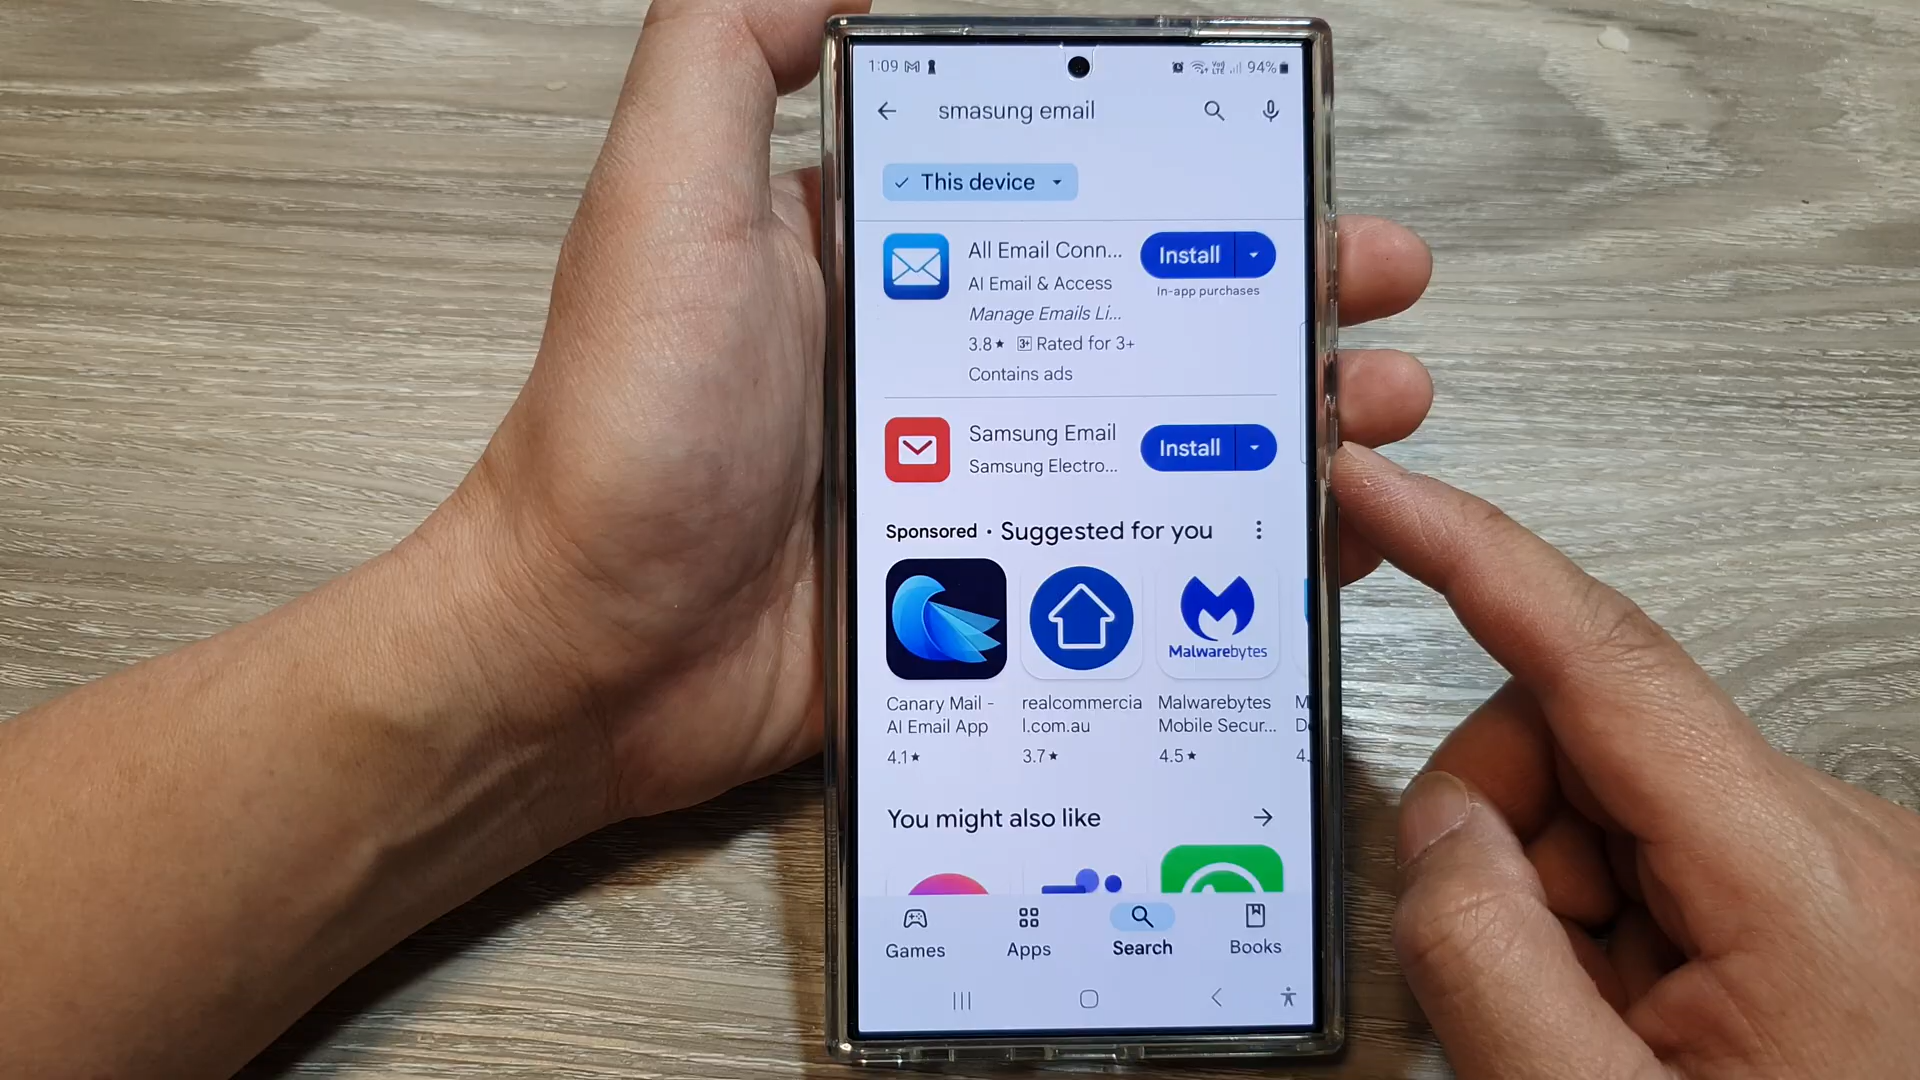 1:09
94%
smasung email
This device
All Email Conn...
Install
AI Email & Access
In-app purchases
Manage Emails Li...
3.8★ 3+ Rated for 3+
Contains ads
Samsung Email
Install
Samsung Electro...
Sponsored • Suggested for you
Malwarebytes
Canary Mail -
AI Email App
4.1★
realcommercia
l.com.au
3.7★
Malwarebytes
Mobile Secur...
4.5★
M
D
4.
You might also like
Games
Apps
Search
Books